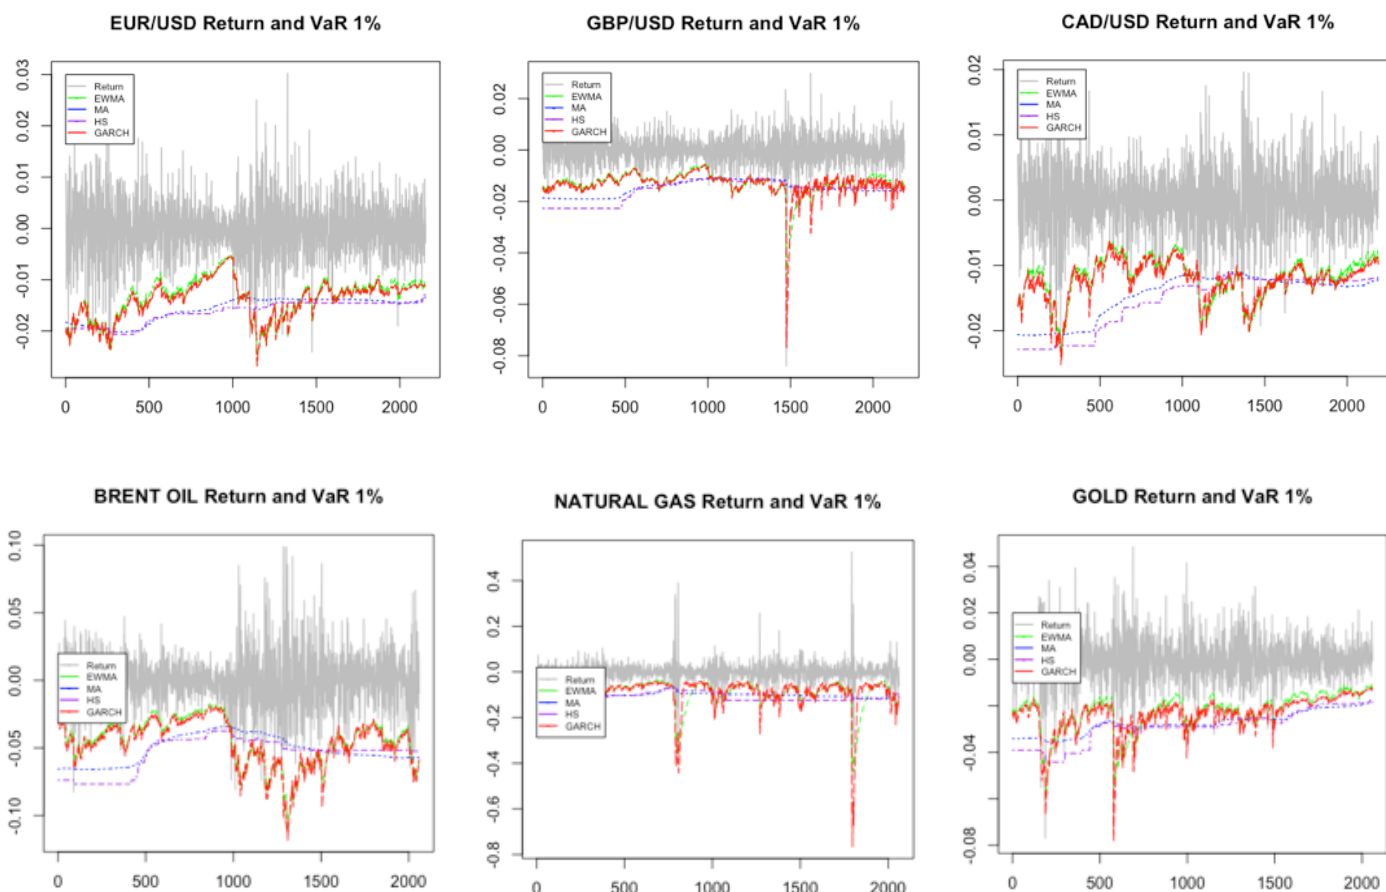 EUR/USD Return and VaR 1%
0.03
0.02
0.01
0.00
-0.01
-0.02
Return
EWMA
MA
HS
GARCH
0 500 1000 1500 2000
GBP/USD Return and VaR 1%
0.02
0.00
-0.02
-0.04
-0.06
-0.08
Return
EWMA
MA
HS
GARCH
0 500 1000 1500 2000
CAD/USD Return and VaR 1%
0.02
0.01
0.00
-0.01
-0.02
Return
EWMA
MA
HS
GARCH
0 500 1000 1500 2000
BRENT OIL Return and VaR 1%
0.10
0.05
0.00
-0.05
-0.10
Return
EWMA
MA
HS
GARCH
0 500 1000 1500 2000
NATURAL GAS Return and VaR 1%
0.4
0.2
0.0
-0.2
-0.4
-0.6
-0.8
Return
EWMA
MA
HS
GARCH
0 500 1000 1500 2000
GOLD Return and VaR 1%
0.04
0.02
0.00
-0.04
-0.08
Return
EWMA
MA
HS
GARCH
0 500 1000 1500 2000